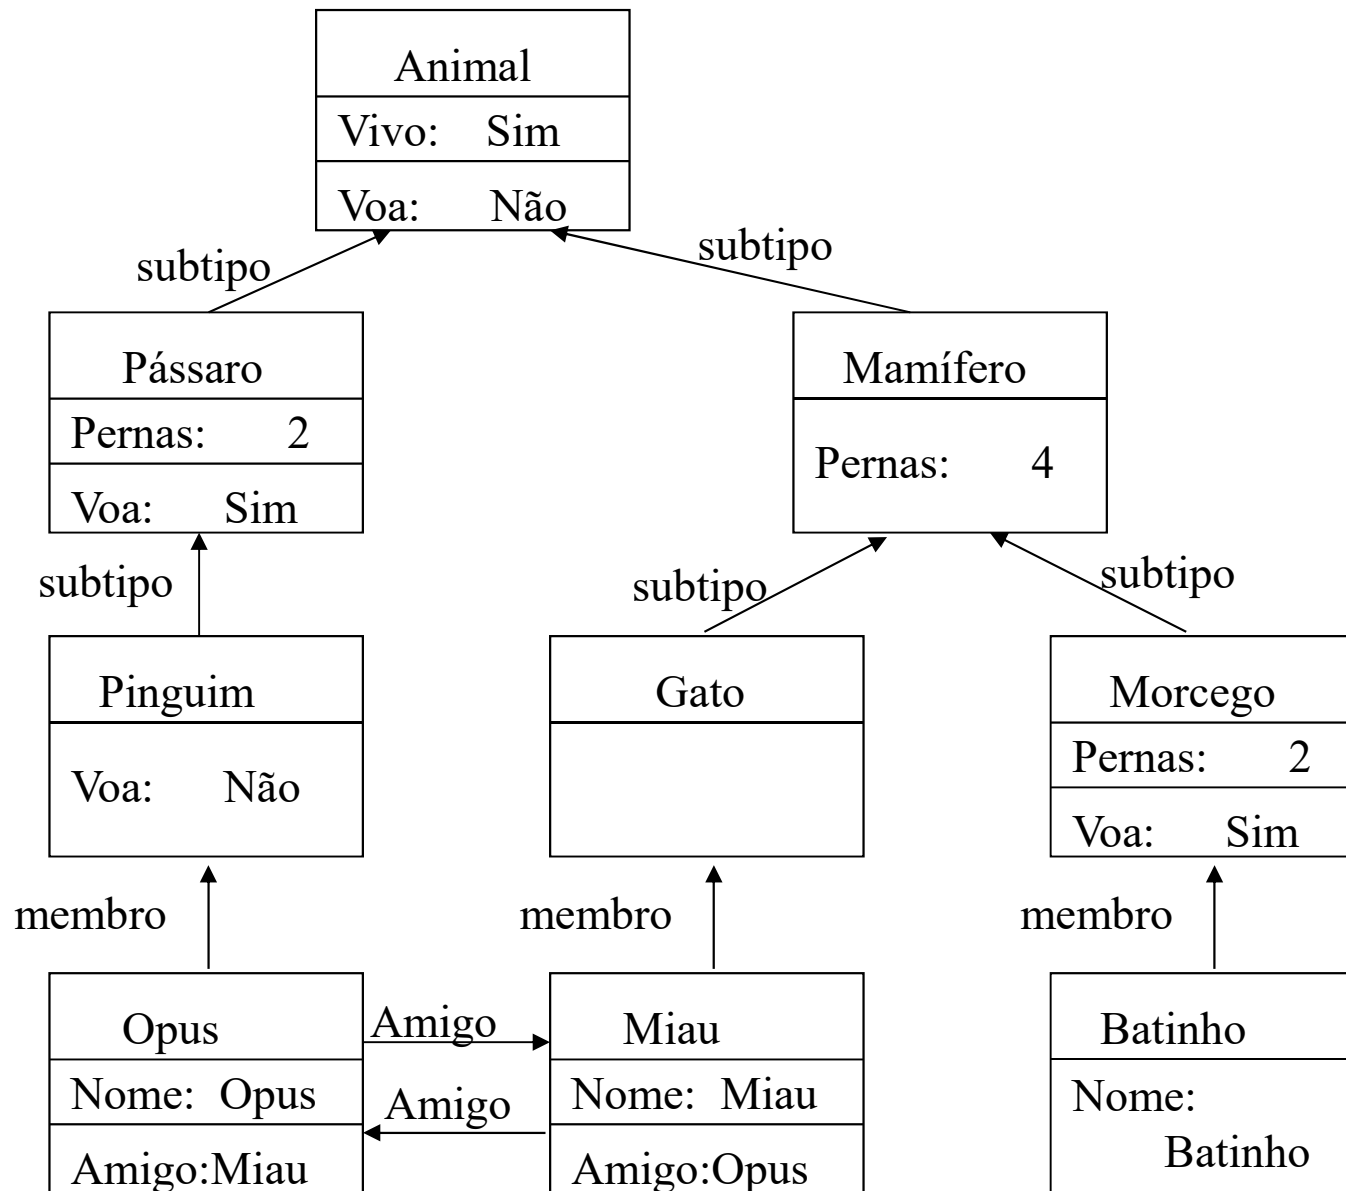 Animal
Vivo: Sim
Voa: Não
subtipo
subtipo
Pássaro
Pernas: 2
Voa: Sim
Mamífero
Pernas: 4
subtipo
subtipo
subtipo
Pinguim
Voa: Não
Gato
Morcego
Pernas: 2
Voa: Sim
membro
membro
membro
Opus
Nome: Opus
Amigo:Miau
Amigo
Amigo
Miau
Nome: Miau
Amigo:Opus
Batinho
Nome:
Batinho